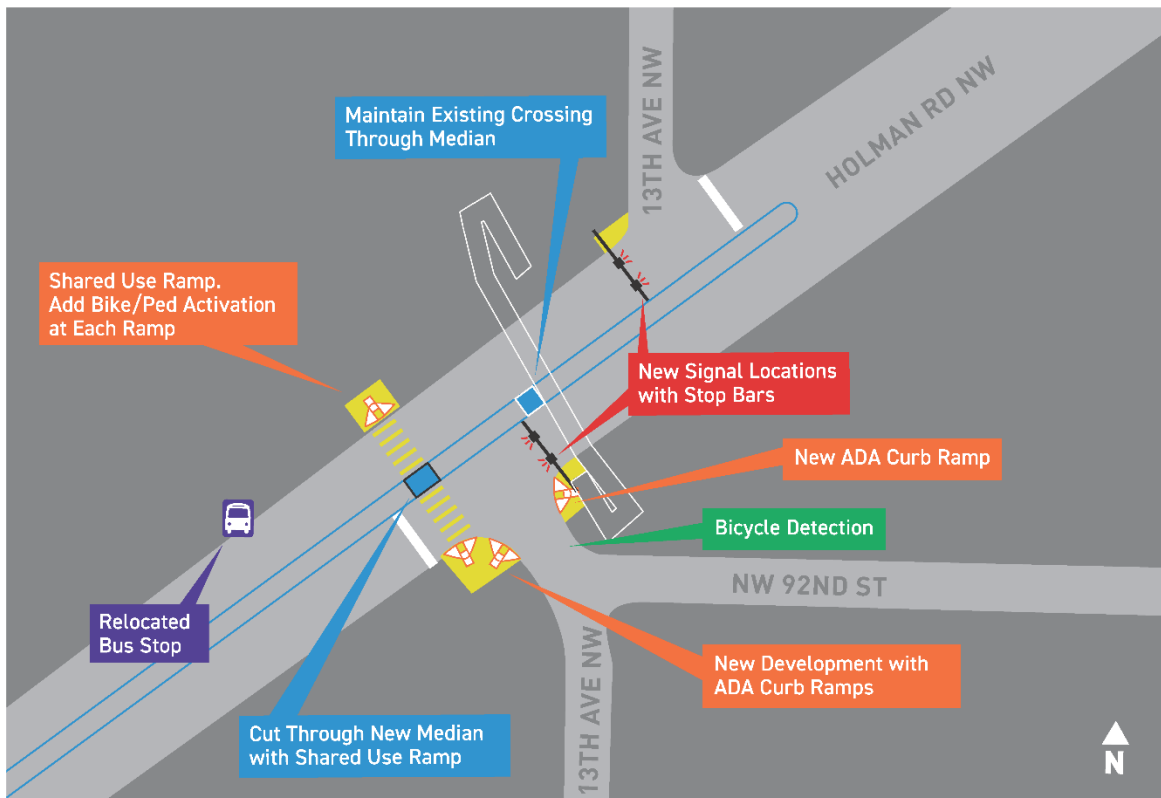 13TH AVE NW
HOLMAN RD NW
Maintain Existing Crossing
Through Median
Shared Use Ramp.
Add Bike/Ped Activation
at Each Ramp
New Signal Locations
with Stop Bars
New ADA Curb Ramp
Bicycle Detection
NW 92ND ST
Relocated
Bus Stop
New Development with
ADA Curb Ramps
13TH AVE NW
Cut Through New Median
with Shared Use Ramp
N